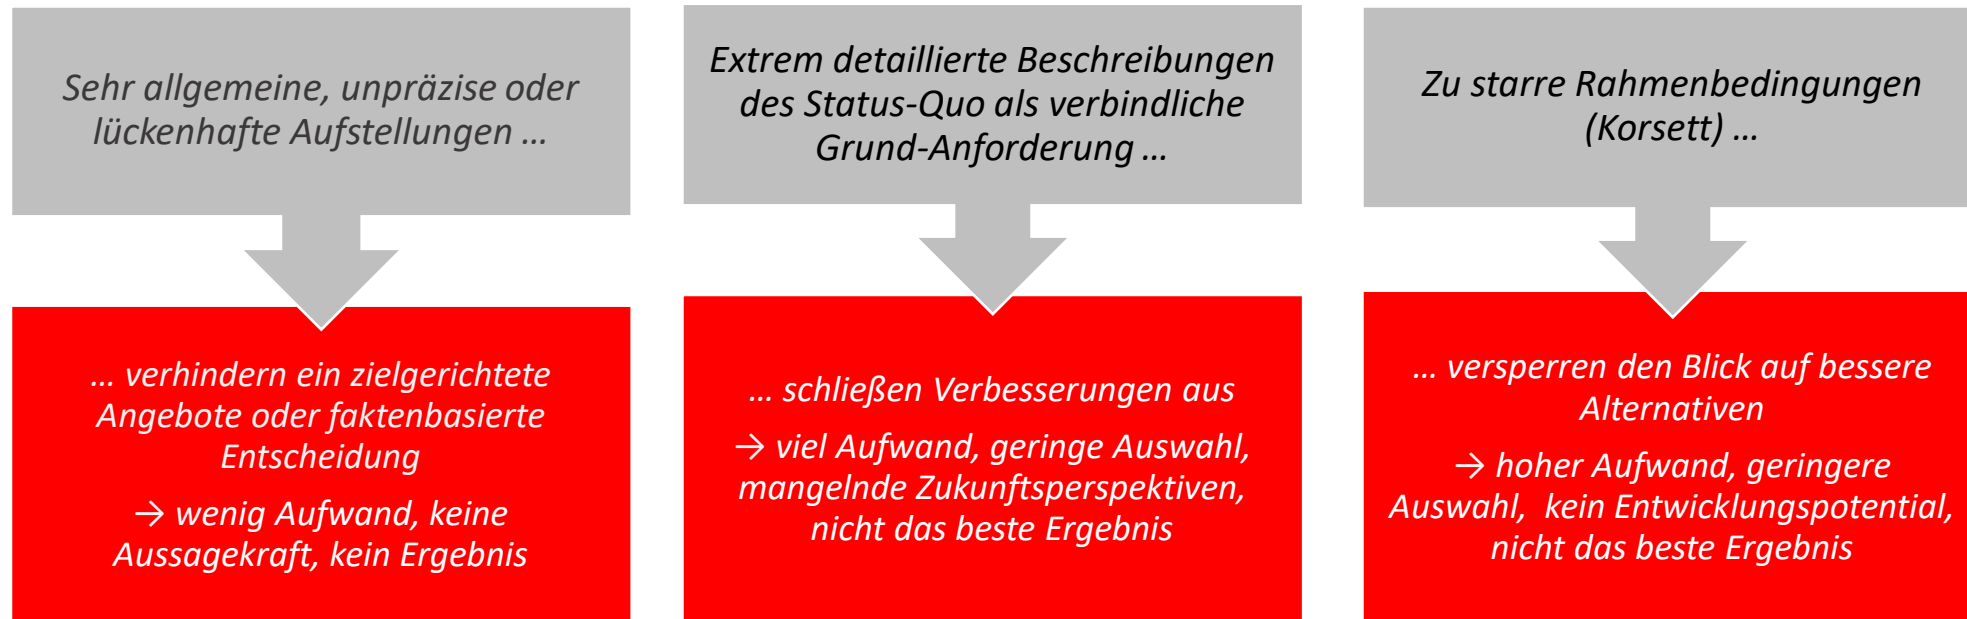 Sehr allgemeine, unpräzise oder
lückenhafte Aufstellungen …
… verhindern ein zielgerichtete
Angebote oder faktenbasierte
Entscheidung
→ wenig Aufwand, keine
Aussagekraft, kein Ergebnis
Extrem detaillierte Beschreibungen
des Status-Quo als verbindliche
Grund-Anforderung …
… schließen Verbesserungen aus
→ viel Aufwand, geringe Auswahl,
mangelnde Zukunftsperspektiven,
nicht das beste Ergebnis
Zu starre Rahmenbedingungen
(Korsett) …
… versperren den Blick auf bessere
Alternativen
→ hoher Aufwand, geringere
Auswahl,  kein Entwicklungspotential,
nicht das beste Ergebnis